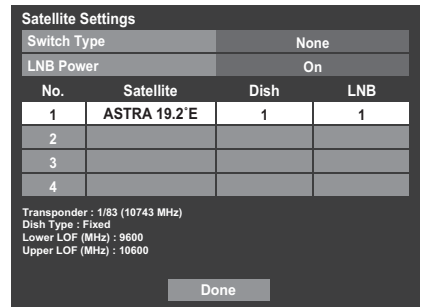 Satellite Settings
Switch Type None
LNB Power On
No. Satellite Dish LNB
1 ASTRA 19.2°E 1 1
2
3
4
Transponder : 1/83 (10743 MHz)
Dish Type : Fixed
Lower LOF (MHz) : 9600
Upper LOF (MHz) : 10600
Done